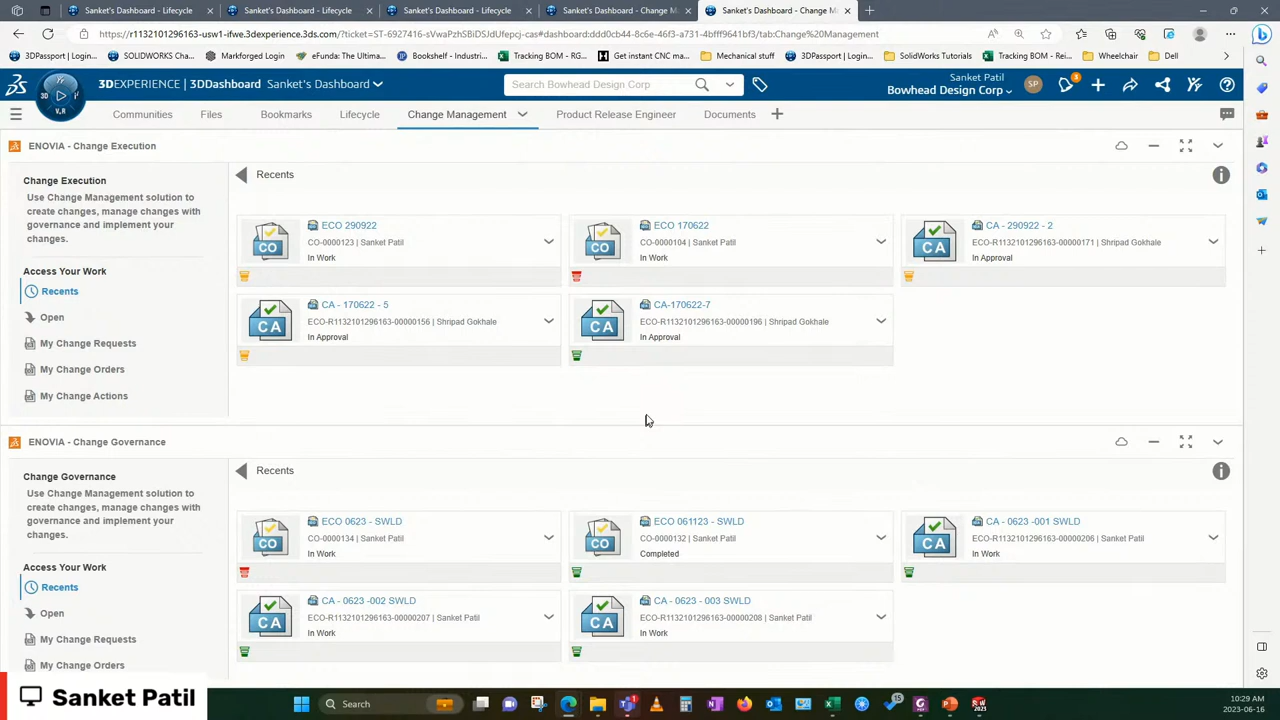 Sanket's Dashboard - Lifecycle
Sanket's Dashboard - Lifecycle
Sanket's Dashboard - Lifecycle
Sanket's Dashboard - Change M
Sanket's Dashboard - Change M
https://r1132101296163-usw1-ifwe.3dexperience.3ds.com/?ticket=ST-6927416-sVwaPzhSBiDSJdUfepcj-cas#dashboard:ddd0cb44-8c6e-46f3-a731-4bfff9641bf3/tab:Change%20Management
3DPassport | Login
SOLIDWORKS Chan...
Markforged Login
eFunda: The Ultimat...
Bookshelf - Industri...
Tracking BOM - RG...
Get instant CNC ma...
Mechanical stuff
3DPassport | Login
SolidWorks Tutorials
Tracking BOM - RG...
Wheelchair
Dell
3DEXPERIENCE | 3DDashboard Sanket's Dashboard
Search Bowhead Design Corp
Sanket Patil
Bowhead Design Corp
SP
3D
V,R
Communities
Files
Bookmarks
Lifecycle
Change Management
Product Release Engineer
Documents
ENOVIA - Change Execution
Change Execution
Use Change Management solution to
create changes, manage changes with
governance and implement your
changes.
Access Your Work
Recents
Open
My Change Requests
My Change Orders
My Change Actions
Recents
ECO 290922
CO-0000123 | Sanket Patil
In Work
ECO 170622
CO-0000104 | Sanket Patil
In Work
CA - 290922 - 2
ECO-R1132101296163-00000171 | Shripad Gokhale
In Approval
CA - 170622 - 5
ECO-R1132101296163-00000156 | Shripad Gokhale
In Approval
CA-170622-7
ECO-R1132101296163-00000196 | Shripad Gokhale
In Approval
CO
CO
CA
CA
CA
ENOVIA - Change Governance
Change Governance
Use Change Management solution to
create changes, manage changes with
governance and implement your
changes.
Access Your Work
Recents
Open
My Change Requests
My Change Orders
Recents
ECO 0623 - SWLD
CO-0000134 | Sanket Patil
In Work
ECO 061123 - SWLD
CO-0000132 | Sanket Patil
Completed
CA - 0623 -001 SWLD
ECO-R1132101296163-00000206 | Sanket Patil
In Work
CA - 0623 -002 SWLD
ECO-R1132101296163-00000207 | Sanket Patil
In Work
CA - 0623 - 003 SWLD
ECO-R1132101296163-00000208 | Sanket Patil
In Work
CO
CO
CA
CA
CA
Sanket Patil
Search
10:29 AM
2023-06-16